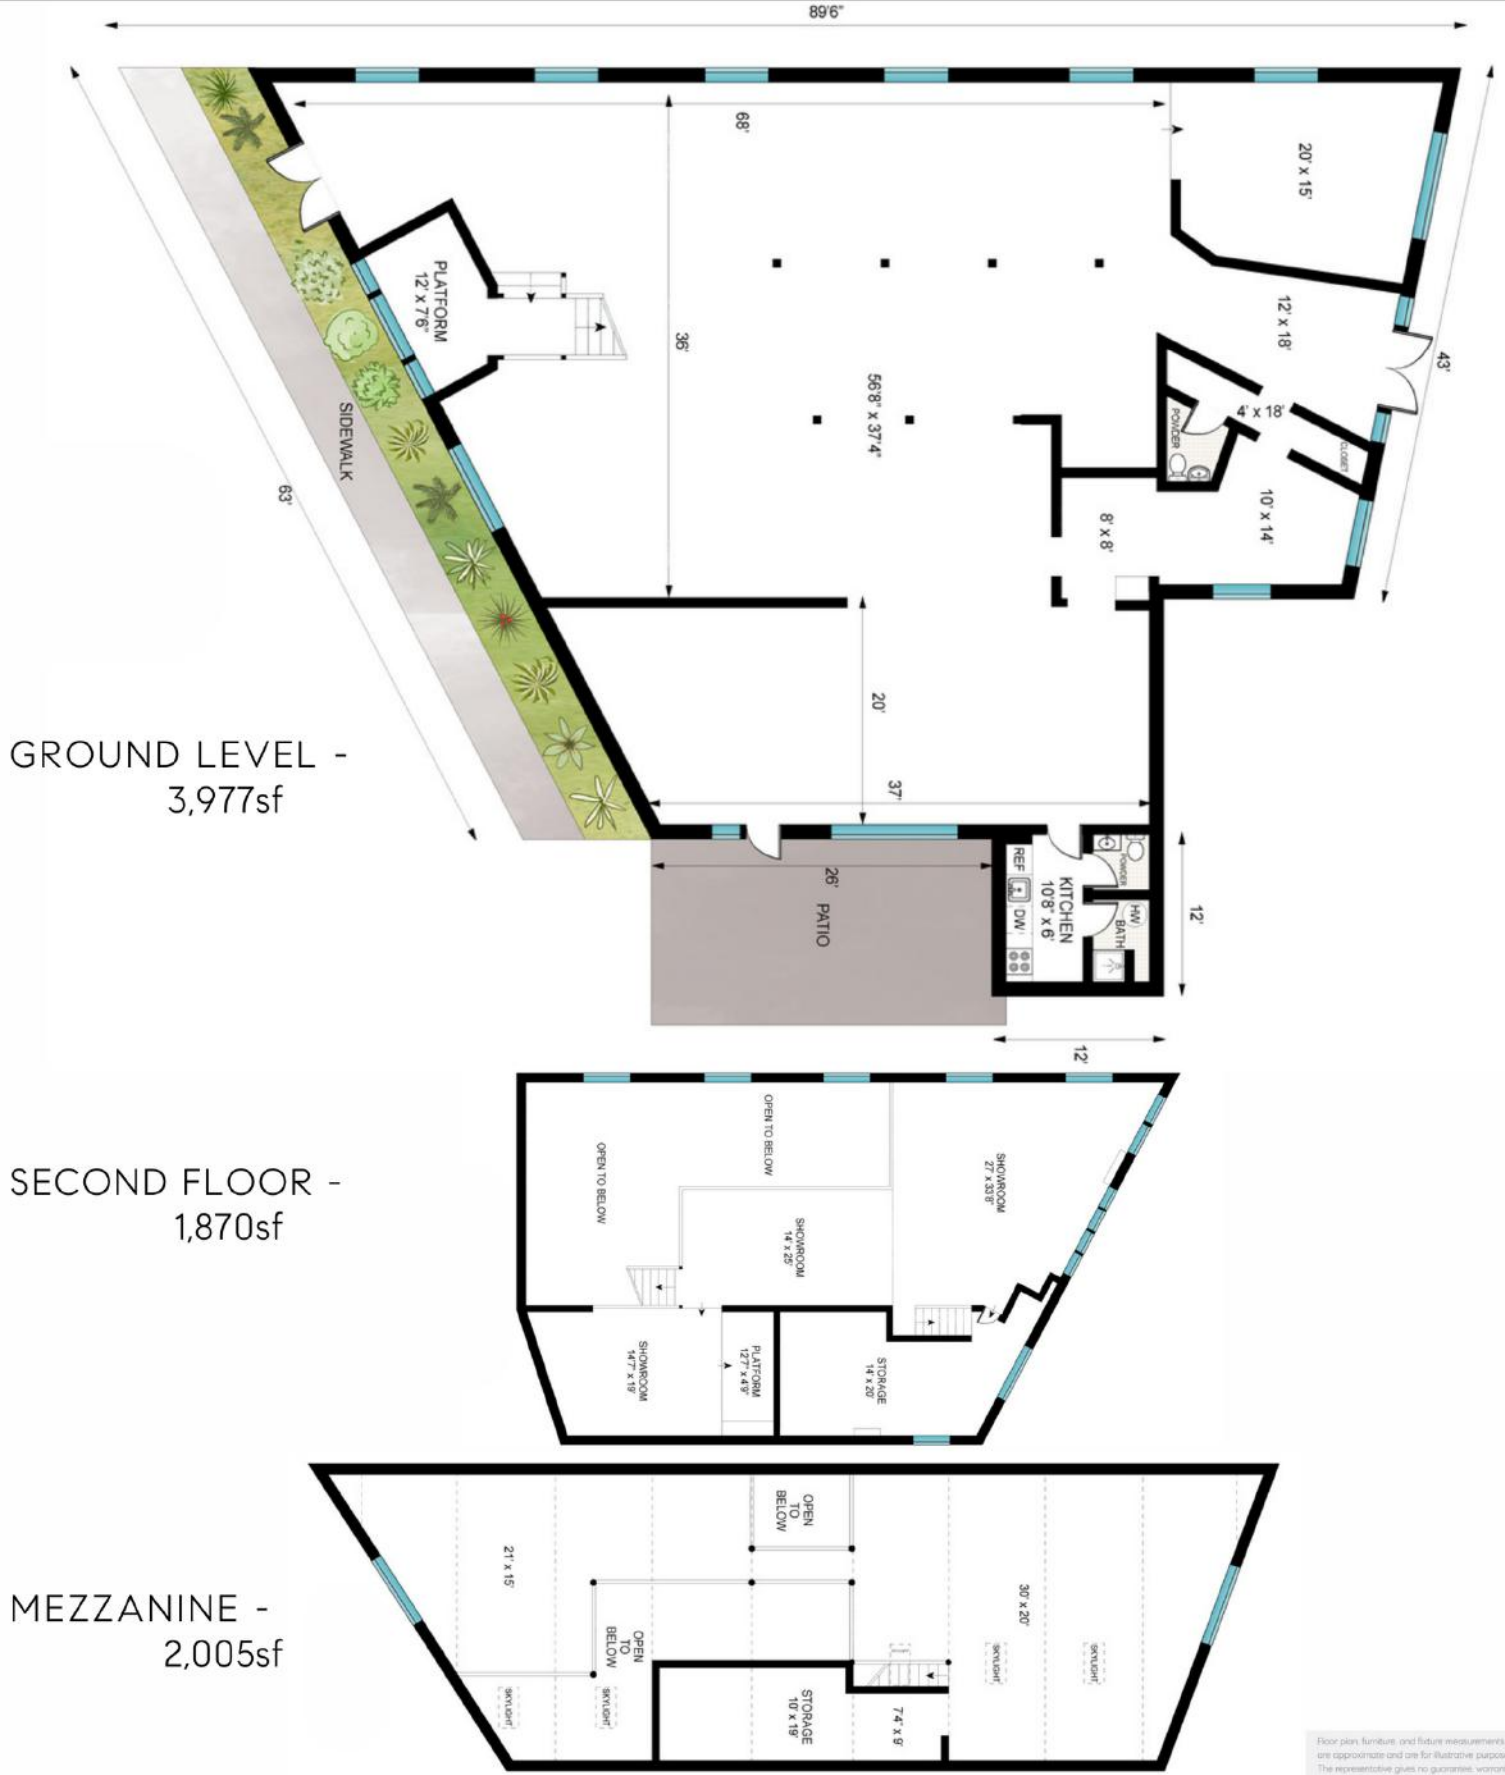 89'6"
68'
20' x 15'
36'
PLATFORM
12' x 7'6"
12' x 18'
43'
56'8" x 37'4"
POWDER
4' x 18'
CLOSET
SIDEWALK
63'
8' x 8'
10' x 14'
20'
37'
GROUND LEVEL -
3,977sf
26'
PATIO
REF
DW
KITCHEN
10'8" x 6'
POWDER
HW
BATH
12'
12'
SECOND FLOOR -
1,870sf
OPEN TO BELOW
OPEN TO BELOW
SHOWROOM
27' x 33'8"
SHOWROOM
14' x 25'
SHOWROOM
14'7" x 19'
PLATFORM
12'7" x 4'9"
STORAGE
14' x 20'
MEZZANINE -
2,005sf
OPEN
TO
BELOW
21' x 15'
30' x 20'
OPEN
TO
BELOW
SKYLIGHT
SKYLIGHT
SKYLIGHT
SKYLIGHT
STORAGE
10' x 19'
7'4" x 9'
Floor plan, furniture, and fixture measurements
are approximate and are for illustrative
The representative gives no guarantee,